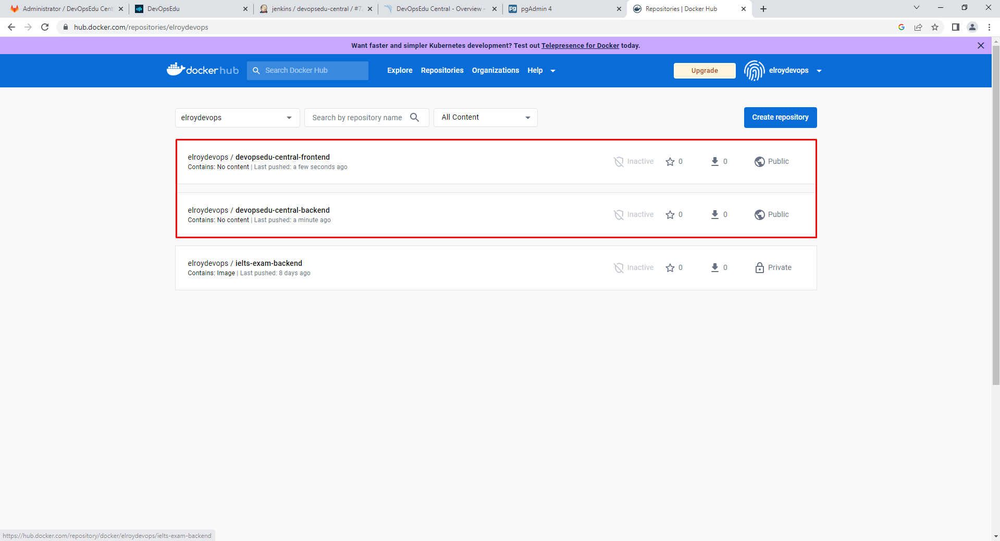 Administrator / DevOpsEdu Cent
DevOpsEdu
jenkins / devopsedu-central / #7
DevOpsEdu Central - Overview -
pgAdmin 4
Repositories | Docker Hub
hub.docker.com/repositories/elroydevops
Want faster and simpler Kubernetes development? Test out Telepresence for Docker today.
docker hub
Search Docker Hub
Explore
Repositories
Organizations
Help
Upgrade
elroydevops
elroydevops
Search by repository name
All Content
Create repository
elroydevops / devopsedu-central-frontend
Contains: No content | Last pushed: a few seconds ago
Inactive
0
0
Public
elroydevops / devopsedu-central-backend
Contains: No content | Last pushed: a minute ago
Inactive
0
0
Public
elroydevops / ielts-exam-backend
Contains: Image | Last pushed: 8 days ago
Inactive
0
0
Private
https://hub.docker.com/repository/docker/elroydevops/ielts-exam-backend